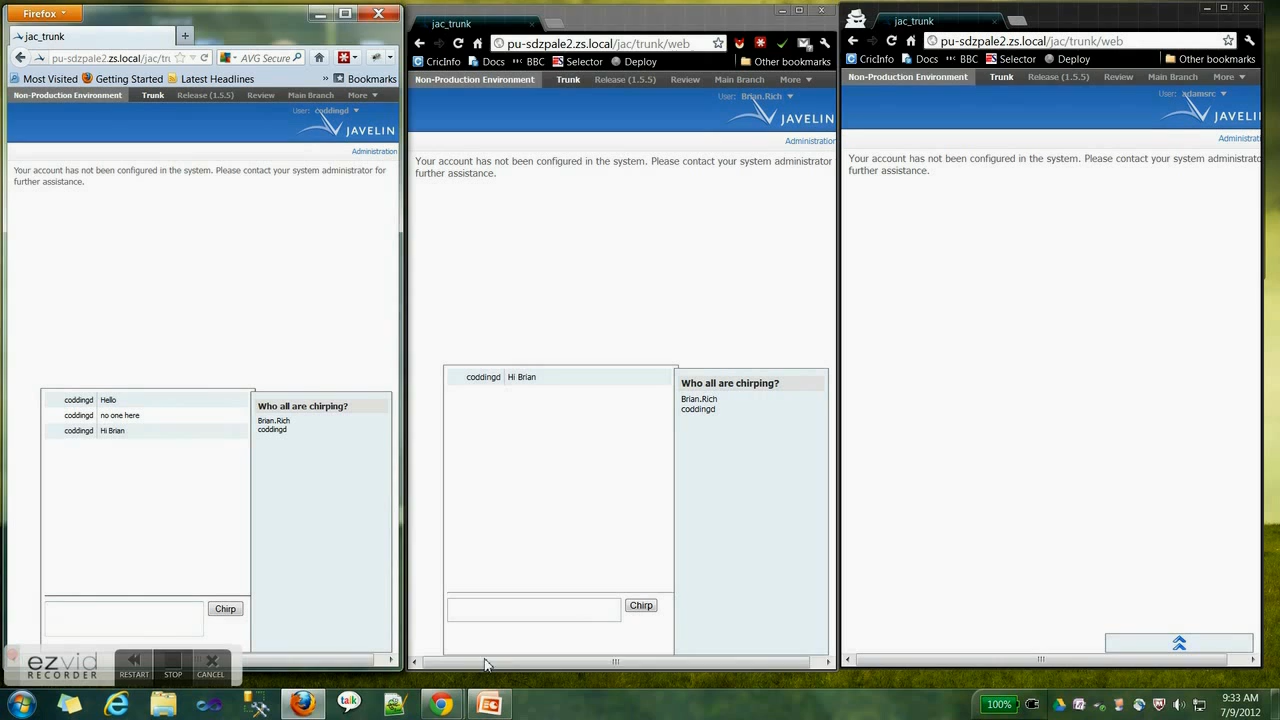 Firefox
jac_trunk
pu-sdzpale2.zs.local/jac/tru
AVG Secure
Most Visited
Getting Started
Latest Headlines
»
Bookmarks
Non-Production Environment
Trunk
Release (1.5.5)
Review
Main Branch
More
User: coddingd
JAVELIN
Administration
Your account has not been configured in the system. Please contact your system administrator for
further assistance.
coddingd Hello
coddingd no one here
coddingd Hi Brian
Who all are chirping?
Brian.Rich
coddingd
Chirp
ezvid
RECORDER
RESTART
STOP
CANCEL
jac_trunk
pu-sdzpale2.zs.local/jac/trunk/web
CricInfo
Docs
BBC
Selector
Deploy
Other bookmarks
Non-Production Environment
Trunk
Release (1.5.5)
Review
Main Branch
More
User: Brian.Rich
JAVELIN
Administration
Your account has not been configured in the system. Please contact your system administrator
further assistance.
coddingd Hi Brian
Who all are chirping?
Brian.Rich
coddingd
Chirp
jac_trunk
pu-sdzpale2.zs.local/jac/trunk/web
CricInfo
Docs
BBC
Selector
Deploy
Other bookmarks
Non-Production Environment
Trunk
Release (1.5.5)
Review
Main Branch
More
User: adamsrc
JAVELIN
Administrat
Your account has not been configured in the system. Please contact your system administrato
further assistance.
talk
100%
9:33 AM
7/9/2012